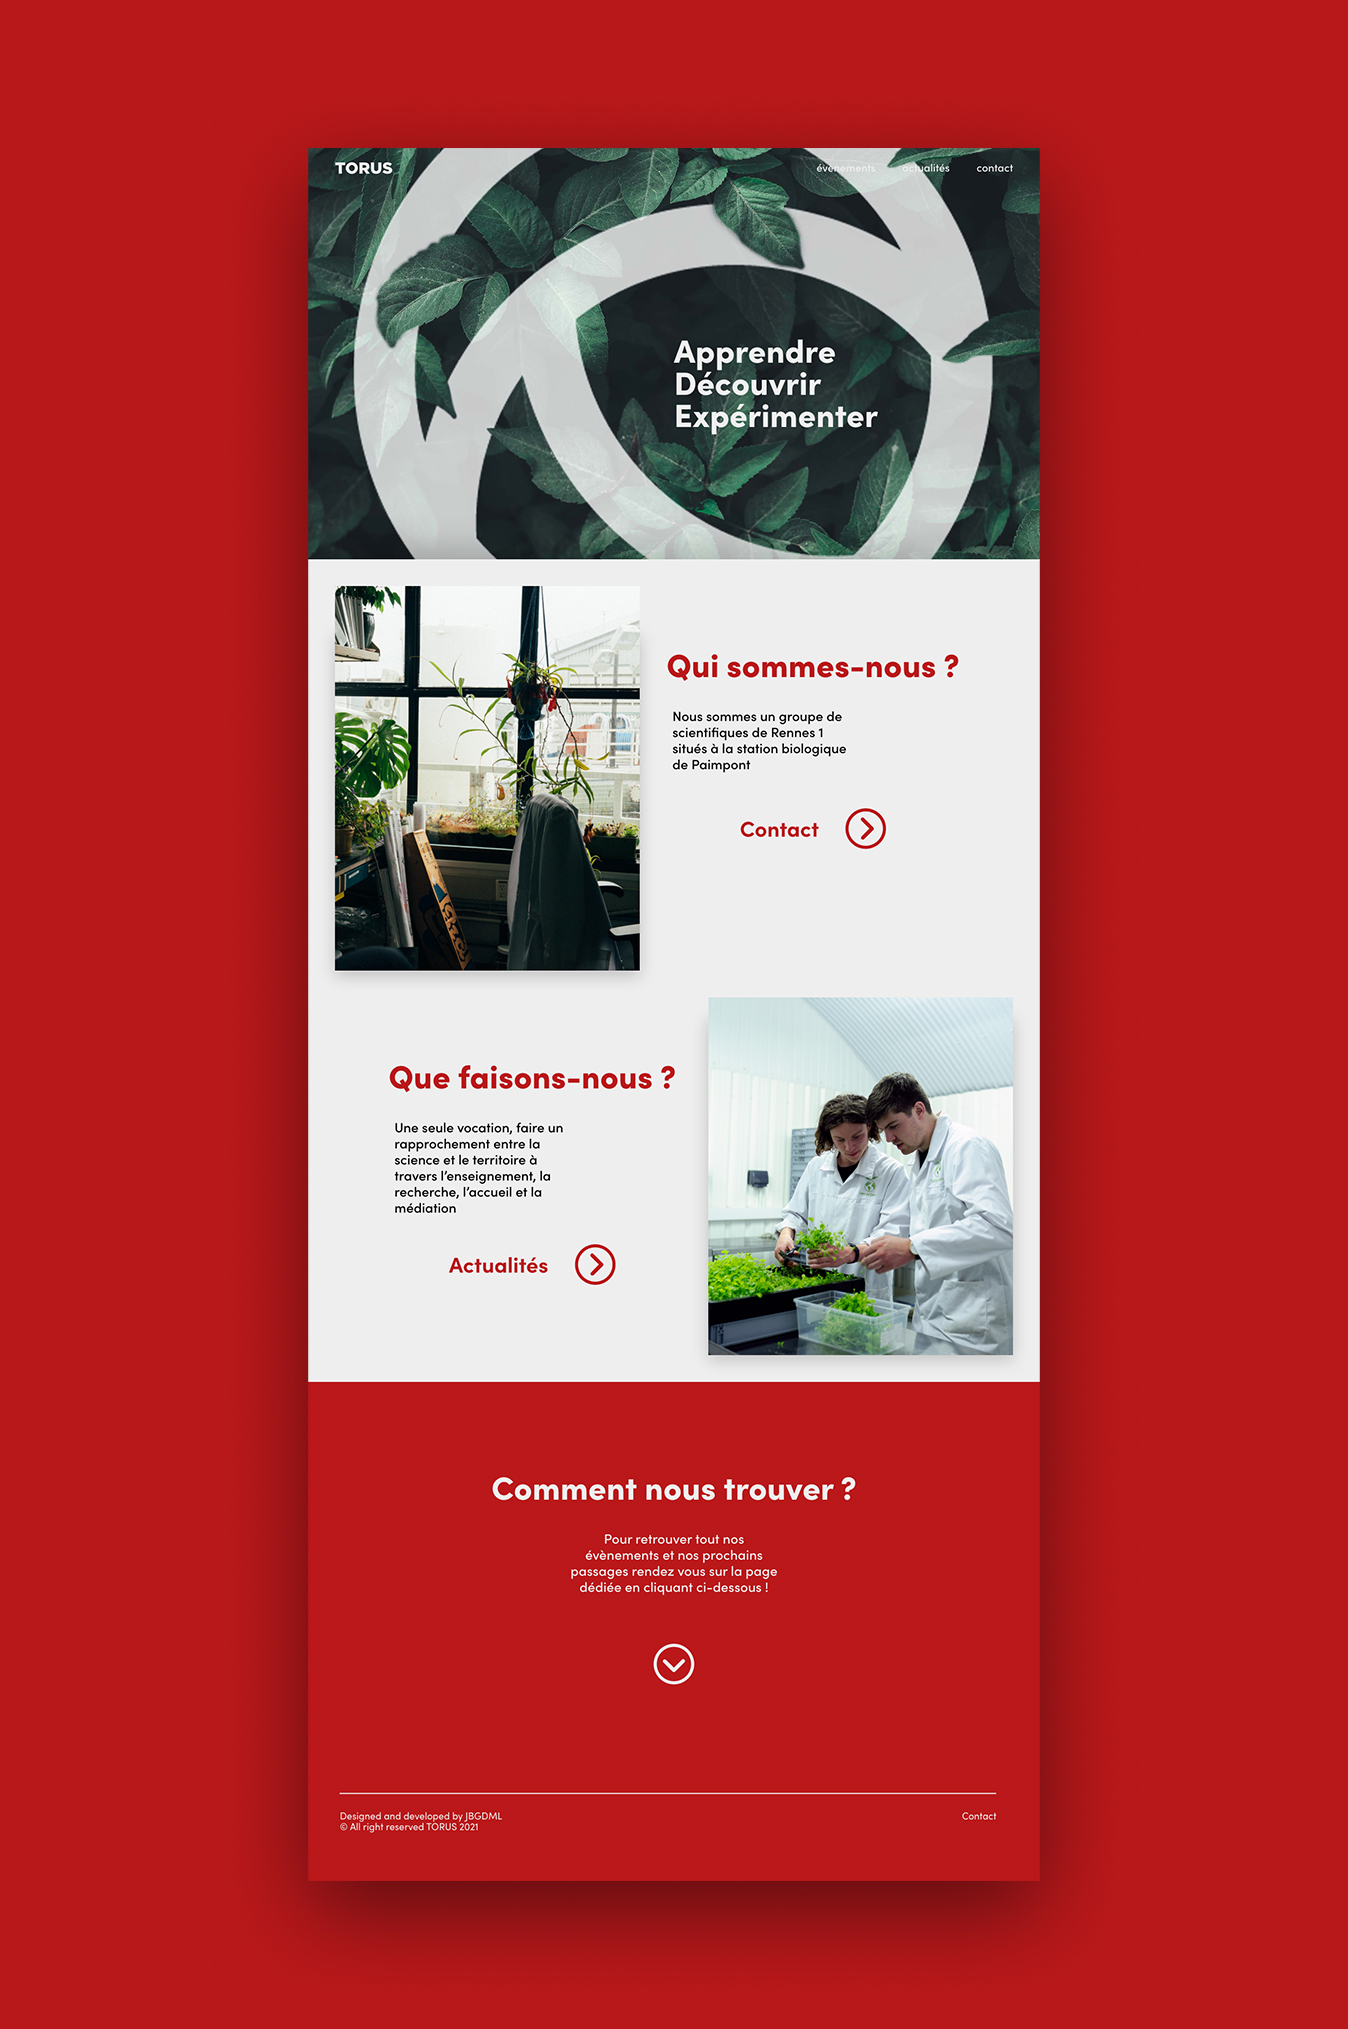 TORUS
évènements actualités contact
Apprendre
Découvrir
Expérimenter
Qui sommes-nous ?
Nous sommes un groupe de
scientifiques de Rennes 1
situés à la station biologique
de Paimpont
Contact
Que faisons-nous ?
Une seule vocation, faire un
rapprochement entre la
science et le territoire à
travers l’enseignement, la
recherche, l’accueil et la
médiation
Actualités
Comment nous trouver ?
Pour retrouver tout nos
évènements et nos prochains
passages rendez vous sur la page
dédiée en cliquant ci-dessous !
Designed and developed by JBGDML
© All right reserved TORUS 2021
Contact